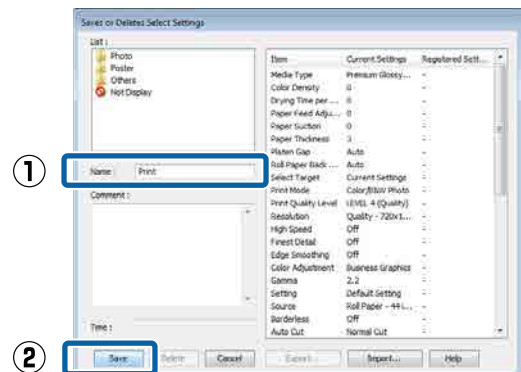 Saves or Deletes Select Settings
List :
Photo
Poster
Others
Not Display
① Name : Print
Comment :
Time :
② Save Delete Cancel Export... Import... Help
Item Current Settings Registered Sett...
Media Type Premium Glossy... -
Color Density 0 -
Drying Time per ... 0 -
Paper Feed Adju... 0 -
Paper Suction 0 -
Paper Thickness 3 -
Platen Gap Auto -
Roll Paper Back ... Auto -
Select Target Current Settings -
Print Mode Color/B&W Photo -
Print Quality Level LEVEL 4 (Quality) -
Resolution Quality - 720x1... -
High Speed Off -
Finest Detail Off -
Edge Smoothing Off -
Color Adjustment Business Graphics -
Gamma 2.2 -
Setting Default Setting -
Source Roll Paper - 44 i... -
Borderless Off -
Auto Cut Normal Cut -